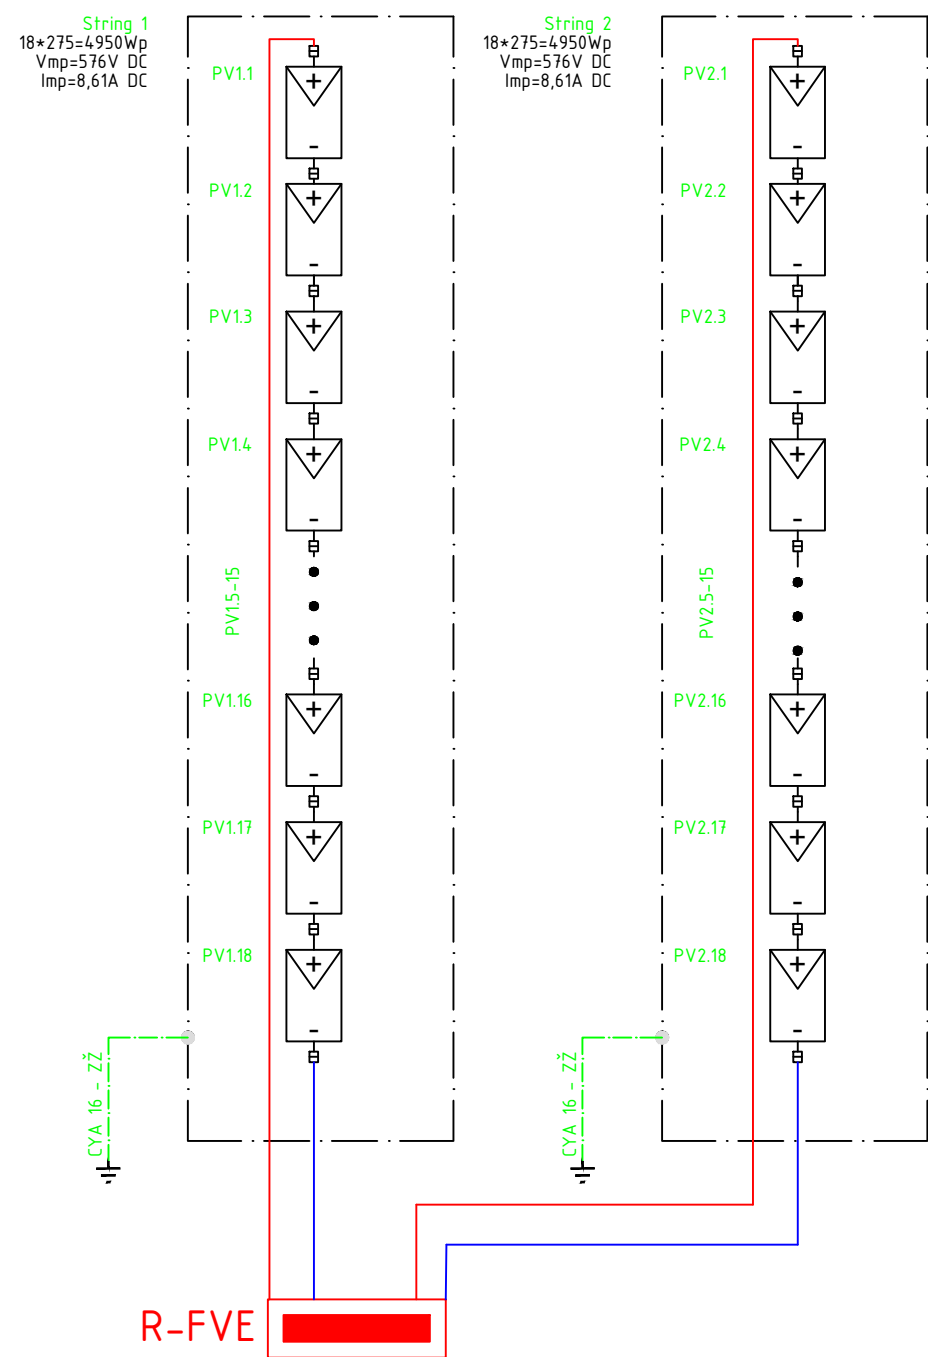 String 1
18*275=4950Wp
Vmp=576V DC
Imp=8,61A DC
PV1.1
+
-
PV1.2
+
-
PV1.3
+
-
PV1.4
+
-
PV1.5-15
PV1.16
+
-
PV1.17
+
-
PV1.18
+
-
CYA 16 - ZŽ
String 2
18*275=4950Wp
Vmp=576V DC
Imp=8,61A DC
PV2.1
+
-
PV2.2
+
-
PV2.3
+
-
PV2.4
+
-
PV2.5-15
PV2.16
+
-
PV2.17
+
-
PV2.18
+
-
CYA 16 - ZŽ
R-FVE